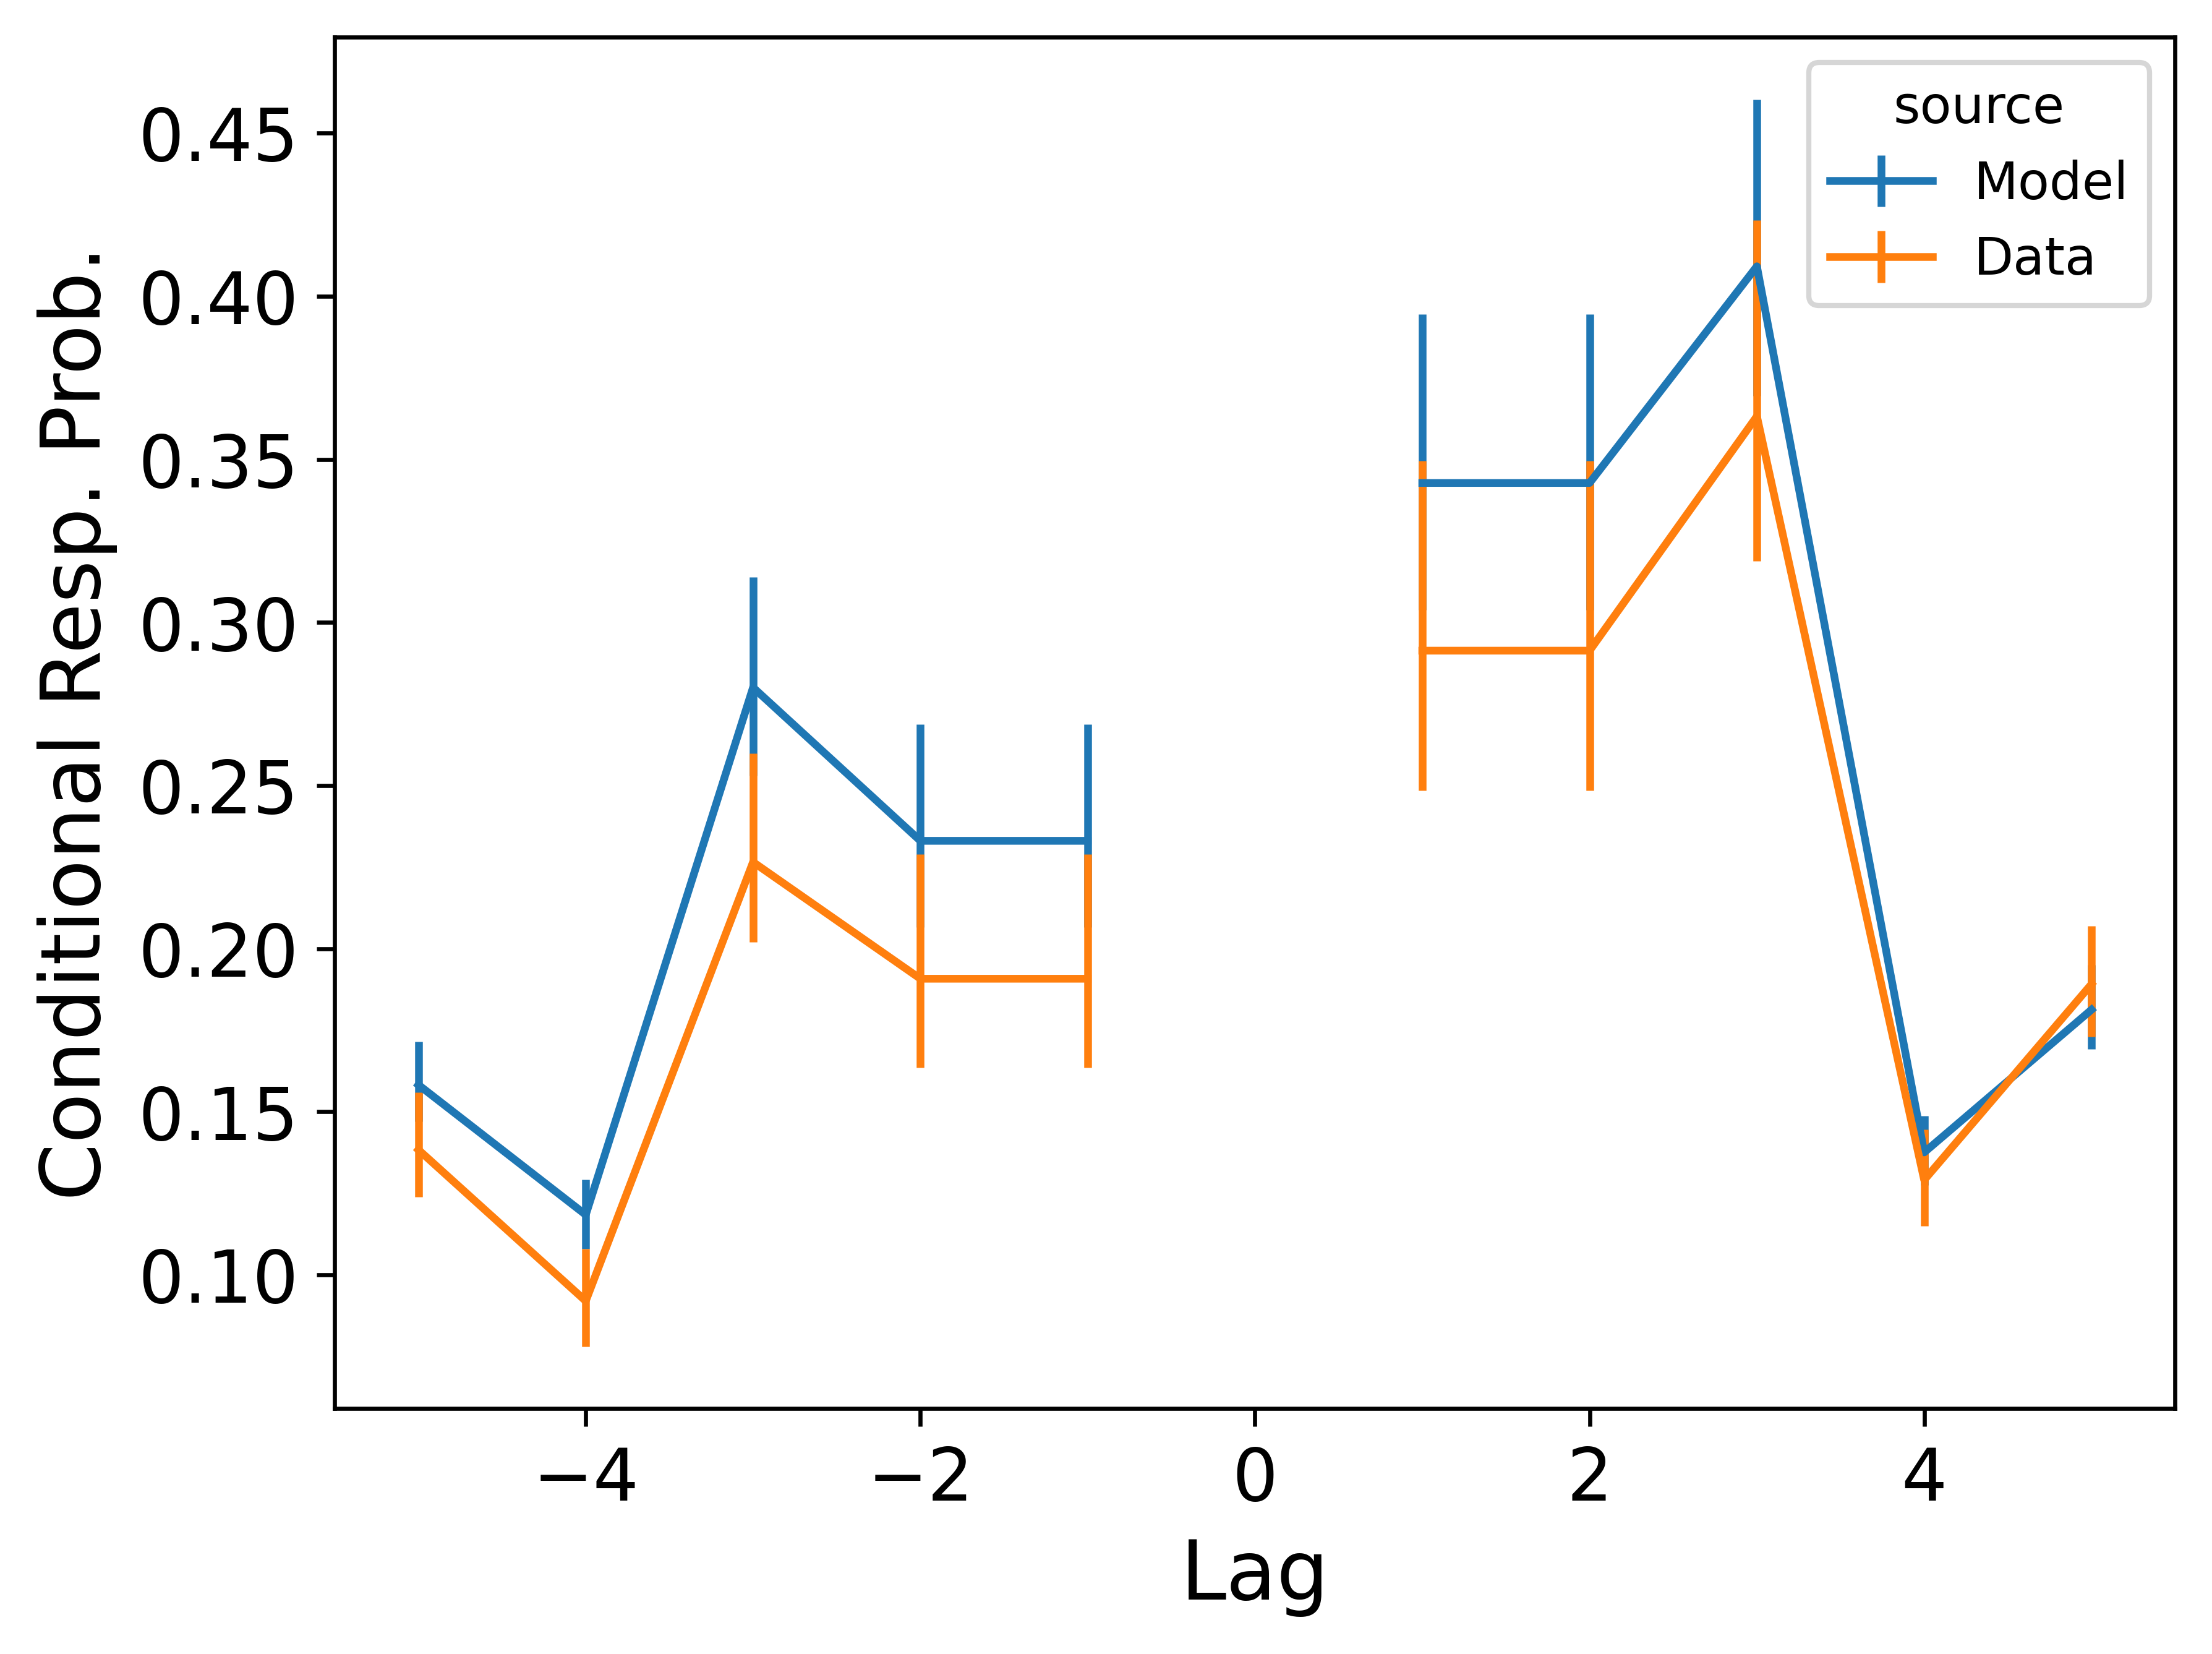 source
Model
Data
0.45
0.40
0.35
0.30
0.25
0.20
0.15
0.10
Conditional Resp. Prob.
−4
−2
0
2
4
Lag